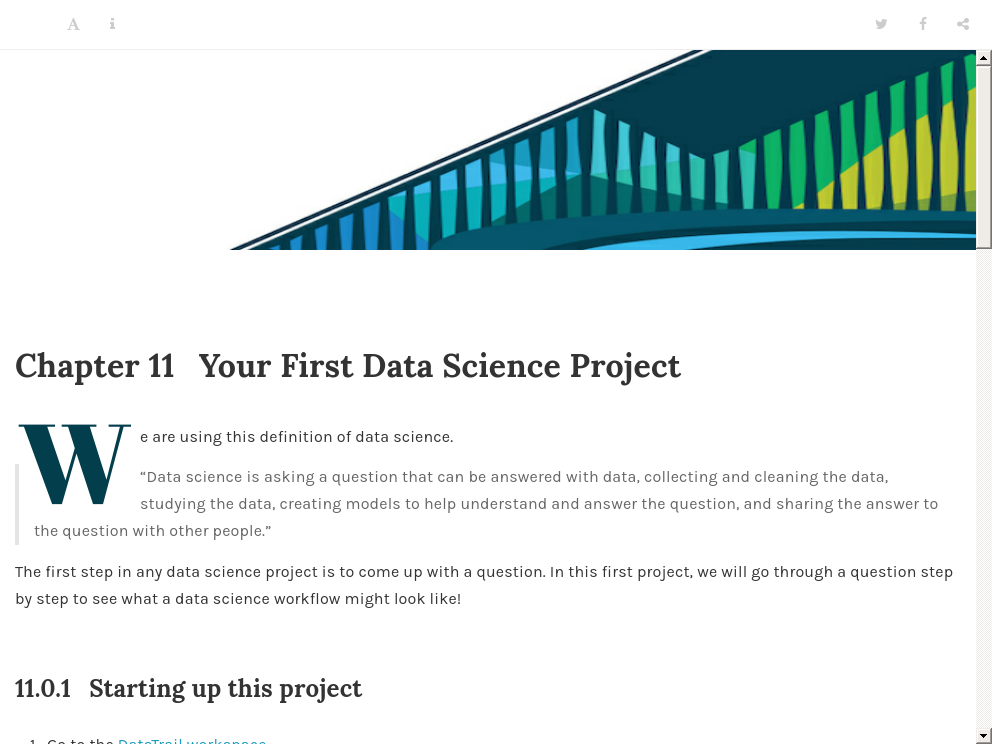 Chapter 11 Your First Data Science Project
We are using this definition of data science.
“Data science is asking a question that can be answered with data, collecting and cleaning the data,
studying the data, creating models to help understand and answer the question, and sharing the answer to
the question with other people.”
The first step in any data science project is to come up with a question. In this first project, we will go through a question step
by step to see what a data science workflow might look like!
11.0.1 Starting up this project
1. Go to the DataTrail workspace